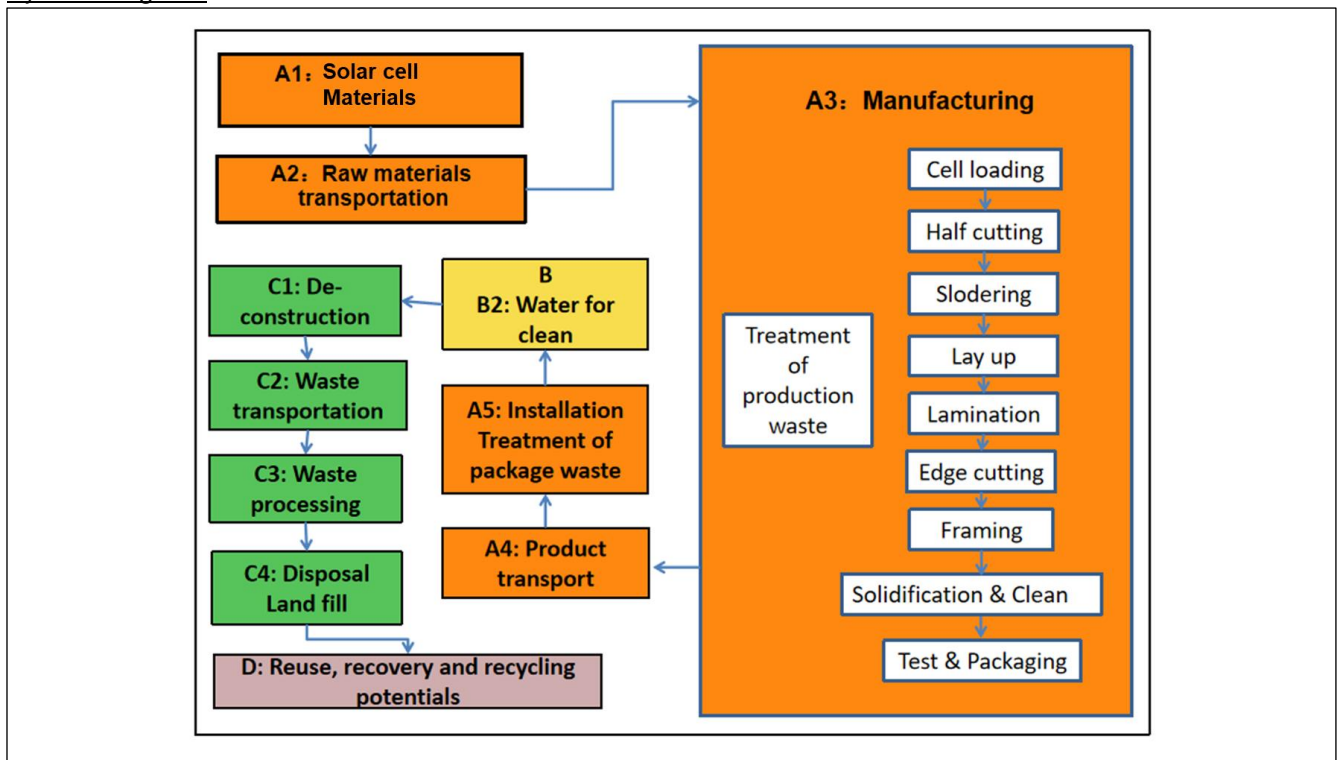 A1：Solar cell
Materials
A2：Raw materials
transportation
A3：Manufacturing
Cell loading
Half cutting
Slodering
Lay up
Lamination
Edge cutting
Framing
Solidification & Clean
Test & Packaging
Treatment
of
production
waste
A4: Product
transport
A5: Installation
Treatment of
package waste
B
B2: Water for
clean
C1: De-
construction
C2: Waste
transportation
C3: Waste
processing
C4: Disposal
Land fill
D: Reuse, recovery and recycling
potentials